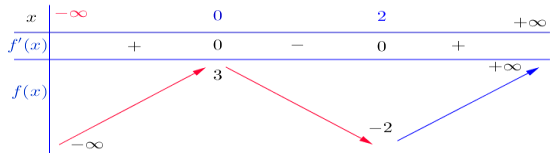 x −∞ 0 2 +∞
f′(x) + 0 − 0 +
+∞
3
f(x)
−2
−∞